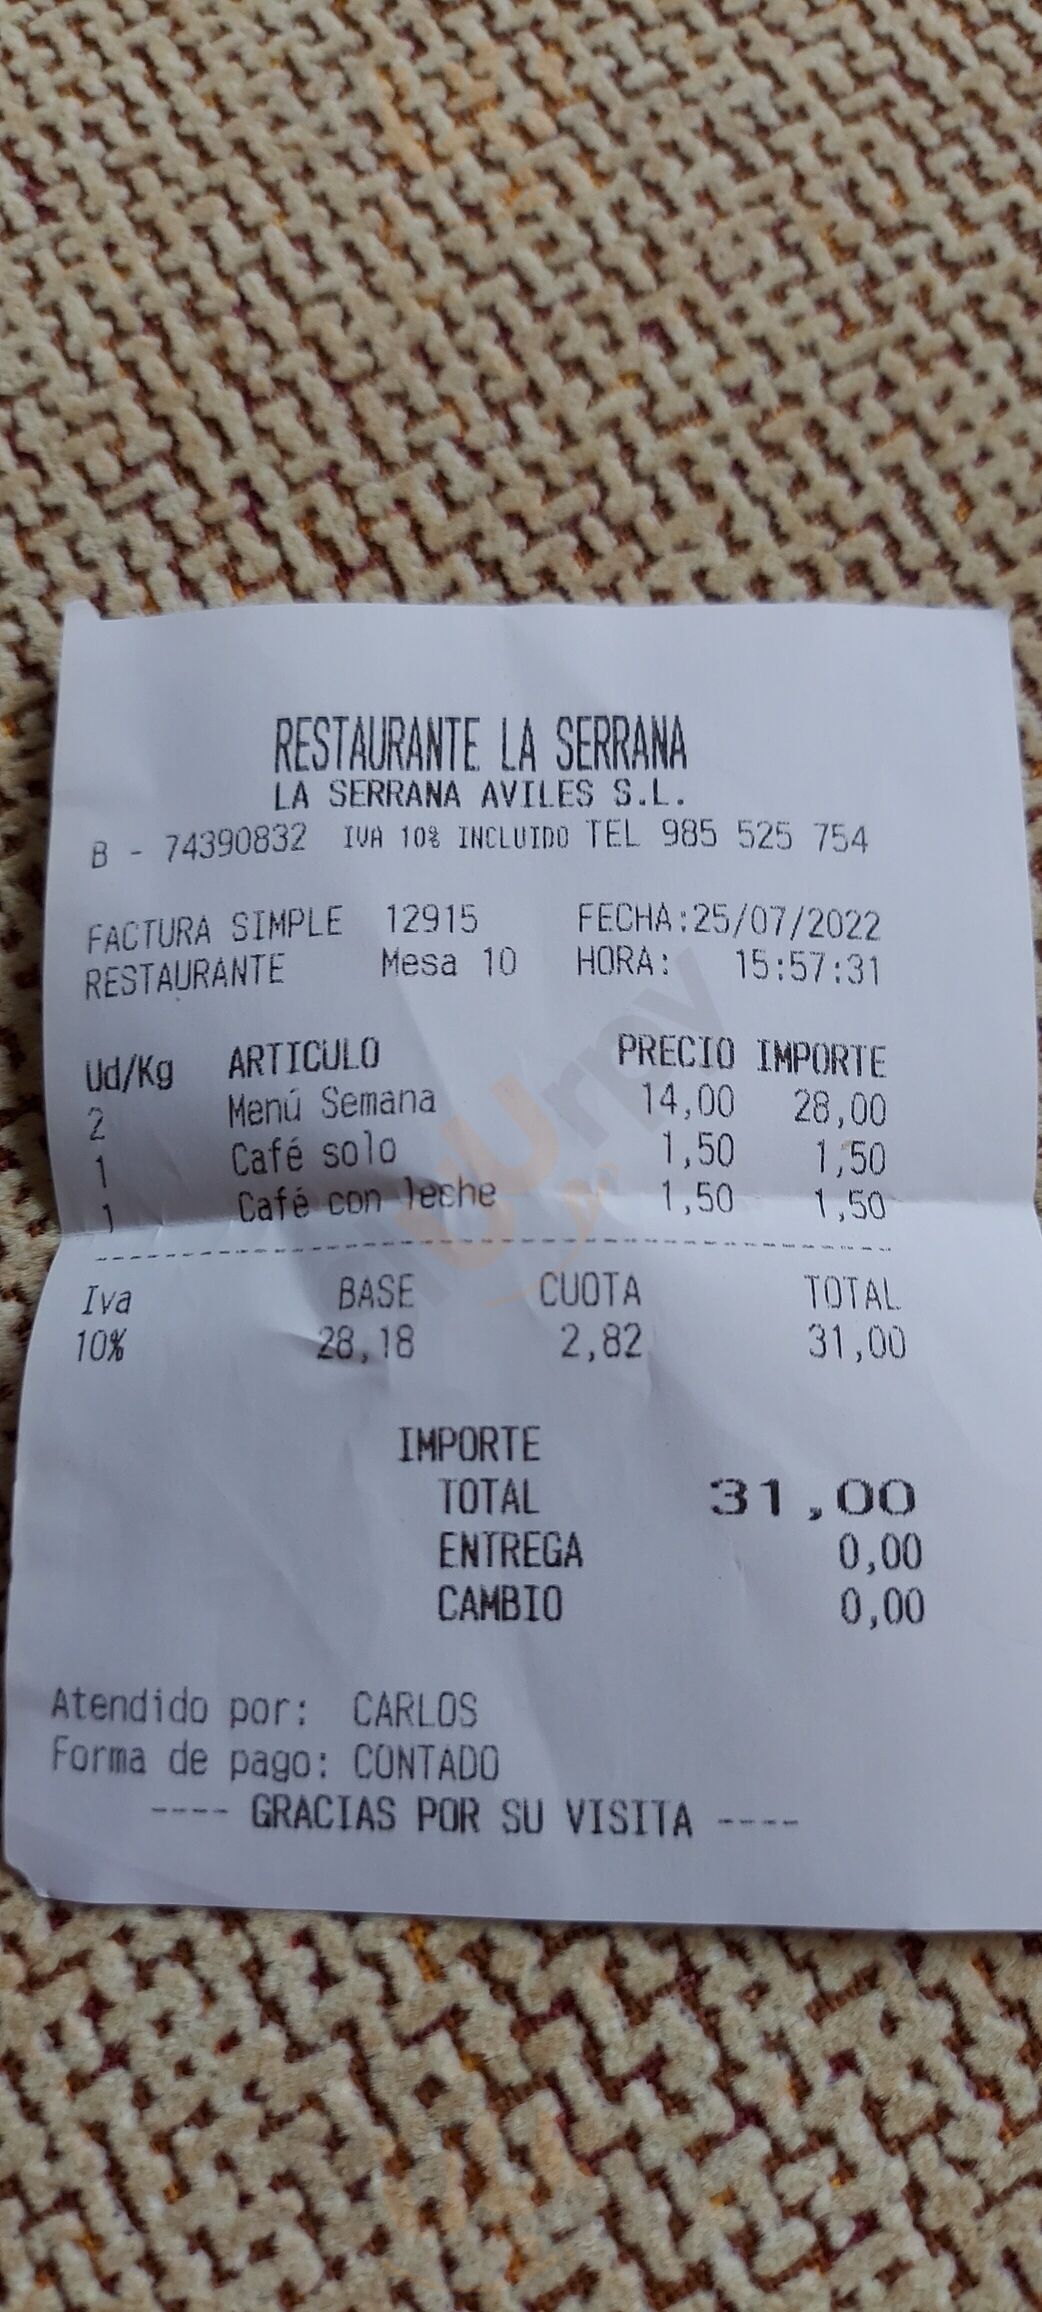 RESTAURANTE LA SERRANA
LA SERRANA AVILES S.L.
B - 74390832 IVA 10% INCLUIDO TEL 985 525 754
FACTURA SIMPLE 12915 FECHA:25/07/2022
RESTAURANTE Mesa 10 HORA: 15:57:31
Ud/Kg ARTICULO PRECIO IMPORTE
2 Menú Semana 14,00 28,00
1 Café solo 1,50 1,50
1 Café con leche 1,50 1,50
Iva BASE CUOTA TOTAL
10% 28,18 2,82 31,00
IMPORTE
TOTAL 31,00
ENTREGA 0,00
CAMBIO 0,00
Atendido por: CARLOS
Forma de pago: CONTADO
---- GRACIAS POR SU VISITA ----